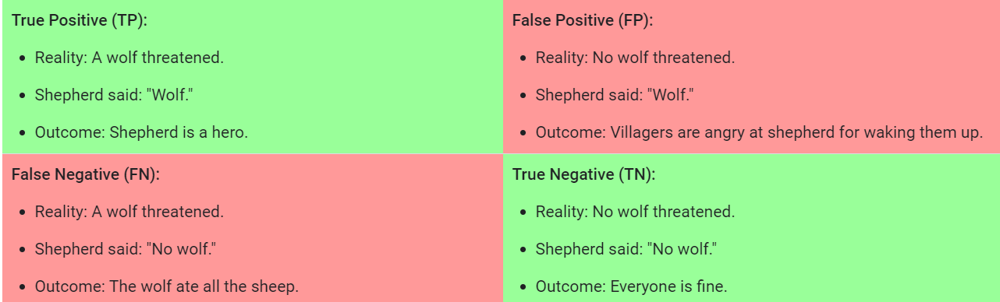 True Positive (TP):
• Reality: A wolf threatened.
• Shepherd said: "Wolf."
• Outcome: Shepherd is a hero.
False Positive (FP):
• Reality: No wolf threatened.
• Shepherd said: "Wolf."
• Outcome: Villagers are angry at shepherd for waking them up.
False Negative (FN):
• Reality: A wolf threatened.
• Shepherd said: "No wolf."
• Outcome: The wolf ate all the sheep.
True Negative (TN):
• Reality: No wolf threatened.
• Shepherd said: "No wolf."
• Outcome: Everyone is fine.